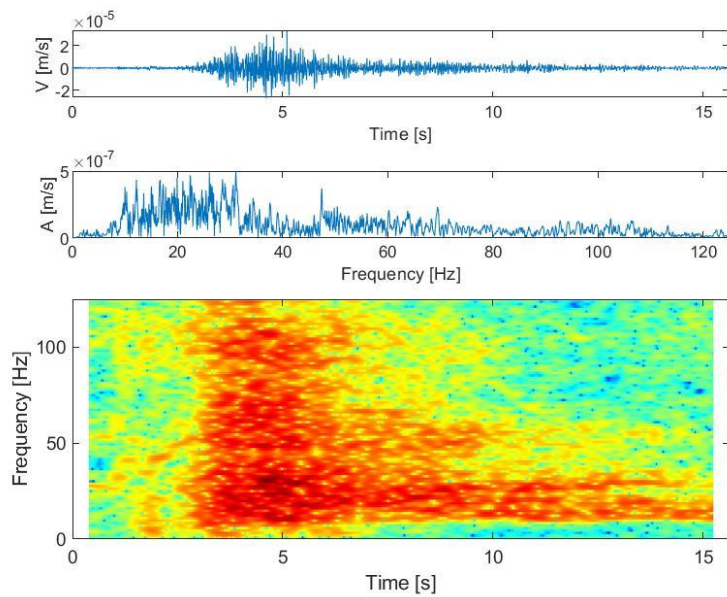 ×10⁻⁵
V [m/s]
2
0
-2
0 5 10 15
Time [s]
×10⁻⁷
A [m/s]
5
0
0 20 40 60 80 100 120
Frequency [Hz]
Frequency [Hz]
100
50
0
0 5 10 15
Time [s]